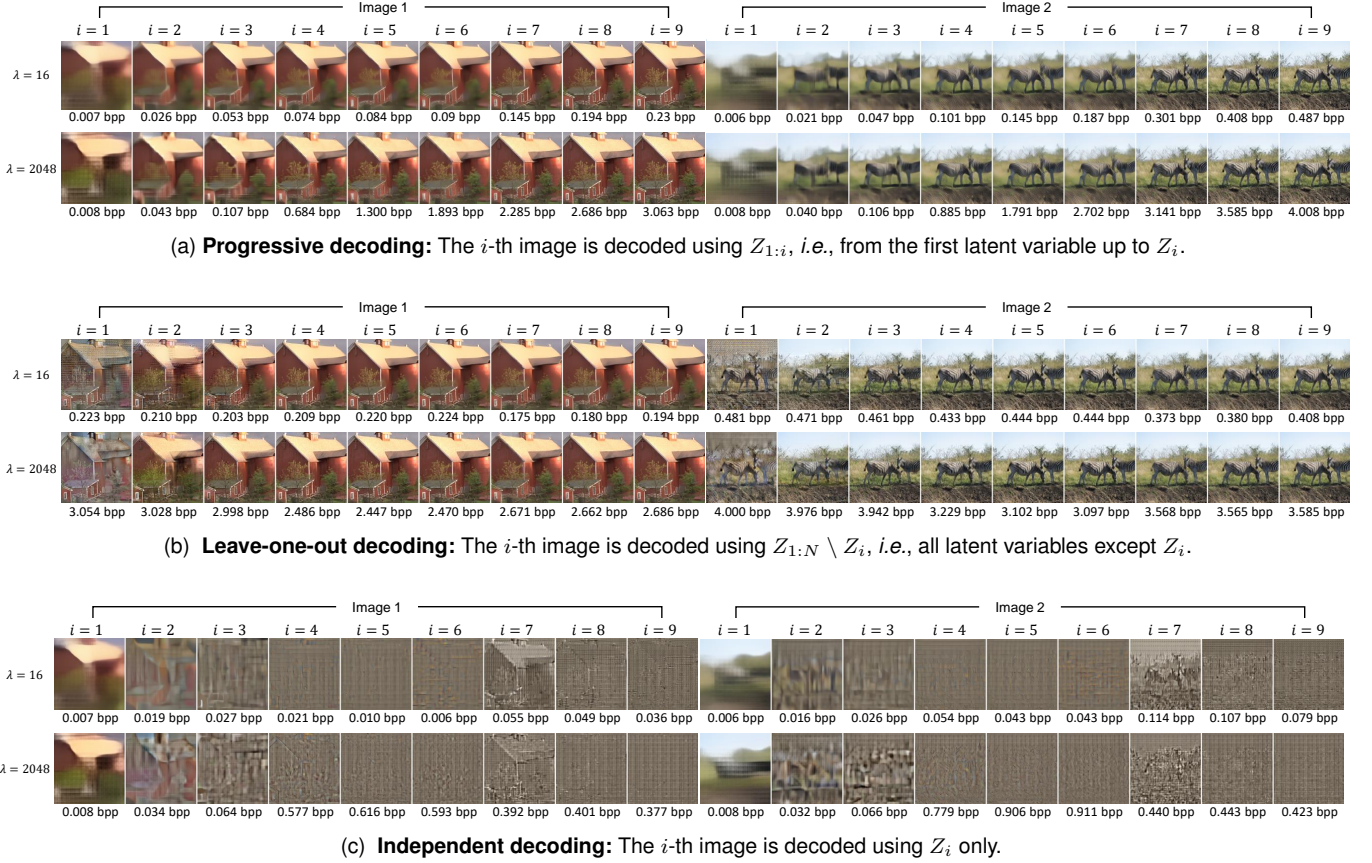 Image 1 Image 2
i = 1 i = 2 i = 3 i = 4 i = 5 i = 6 i = 7 i = 8 i = 9 i = 1 i = 2 i = 3 i = 4 i = 5 i = 6 i = 7 i = 8 i = 9
λ = 16
0.007 bpp 0.026 bpp 0.053 bpp 0.074 bpp 0.084 bpp 0.09 bpp 0.145 bpp 0.194 bpp 0.23 bpp 0.006 bpp 0.021 bpp 0.047 bpp 0.101 bpp 0.145 bpp 0.187 bpp 0.301 bpp 0.408 bpp 0.487 bpp
λ = 2048
0.008 bpp 0.043 bpp 0.107 bpp 0.684 bpp 1.300 bpp 1.893 bpp 2.285 bpp 2.686 bpp 3.063 bpp 0.008 bpp 0.040 bpp 0.106 bpp 0.885 bpp 1.791 bpp 2.702 bpp 3.141 bpp 3.585 bpp 4.008 bpp
(a) Progressive decoding: The i-th image is decoded using Z1:i, i.e., from the first latent variable up to Zi.
Image 1 Image 2
i = 1 i = 2 i = 3 i = 4 i = 5 i = 6 i = 7 i = 8 i = 9 i = 1 i = 2 i = 3 i = 4 i = 5 i = 6 i = 7 i = 8 i = 9
λ = 16
0.223 bpp 0.210 bpp 0.203 bpp 0.209 bpp 0.220 bpp 0.224 bpp 0.175 bpp 0.180 bpp 0.194 bpp 0.481 bpp 0.471 bpp 0.461 bpp 0.433 bpp 0.444 bpp 0.444 bpp 0.373 bpp 0.380 bpp 0.408 bpp
λ = 2048
3.054 bpp 3.028 bpp 2.998 bpp 2.486 bpp 2.447 bpp 2.470 bpp 2.671 bpp 2.662 bpp 2.686 bpp 4.000 bpp 3.976 bpp 3.942 bpp 3.229 bpp 3.102 bpp 3.097 bpp 3.568 bpp 3.565 bpp 3.585 bpp
(b) Leave-one-out decoding: The i-th image is decoded using Z1:N \ Zi, i.e., all latent variables except Zi.
Image 1 Image 2
i = 1 i = 2 i = 3 i = 4 i = 5 i = 6 i = 7 i = 8 i = 9 i = 1 i = 2 i = 3 i = 4 i = 5 i = 6 i = 7 i = 8 i = 9
λ = 16
0.007 bpp 0.019 bpp 0.027 bpp 0.021 bpp 0.010 bpp 0.006 bpp 0.055 bpp 0.049 bpp 0.036 bpp 0.006 bpp 0.016 bpp 0.026 bpp 0.054 bpp 0.043 bpp 0.043 bpp 0.114 bpp 0.107 bpp 0.079 bpp
λ = 2048
0.008 bpp 0.034 bpp 0.064 bpp 0.577 bpp 0.616 bpp 0.593 bpp 0.392 bpp 0.401 bpp 0.377 bpp 0.008 bpp 0.032 bpp 0.066 bpp 0.779 bpp 0.906 bpp 0.911 bpp 0.440 bpp 0.443 bpp 0.423 bpp
(c) Independent decoding: The i-th image is decoded using Zi only.